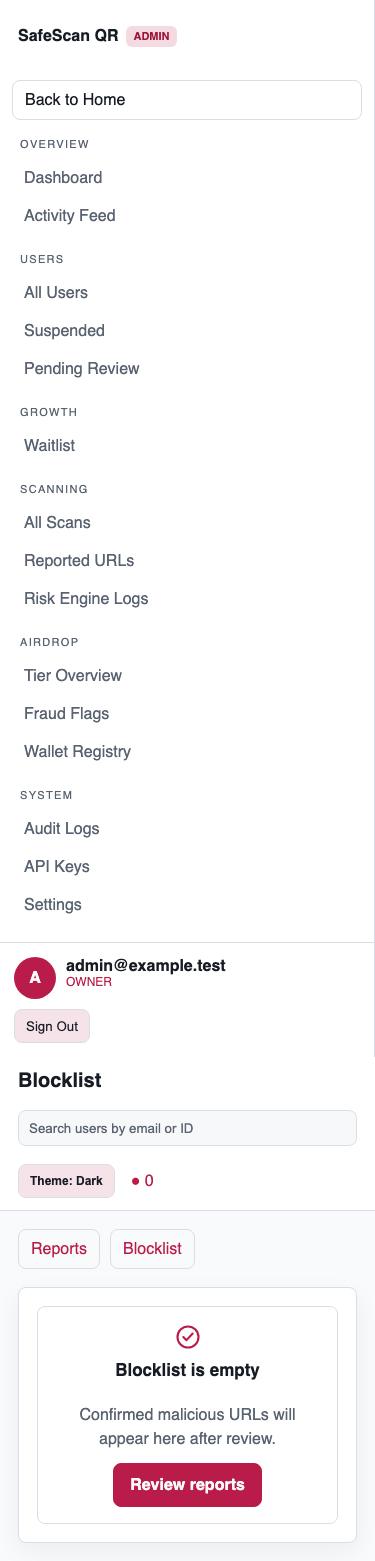 SafeScan QR ADMIN
Back to Home
OVERVIEW
Dashboard
Activity Feed
USERS
All Users
Suspended
Pending Review
GROWTH
Waitlist
SCANNING
All Scans
Reported URLs
Risk Engine Logs
AIRDROP
Tier Overview
Fraud Flags
Wallet Registry
SYSTEM
Audit Logs
API Keys
Settings
A
admin@example.test
OWNER
Sign Out
Blocklist
Search users by email or ID
Theme: Dark
0
Reports
Blocklist
Blocklist is empty
Confirmed malicious URLs will
appear here after review.
Review reports